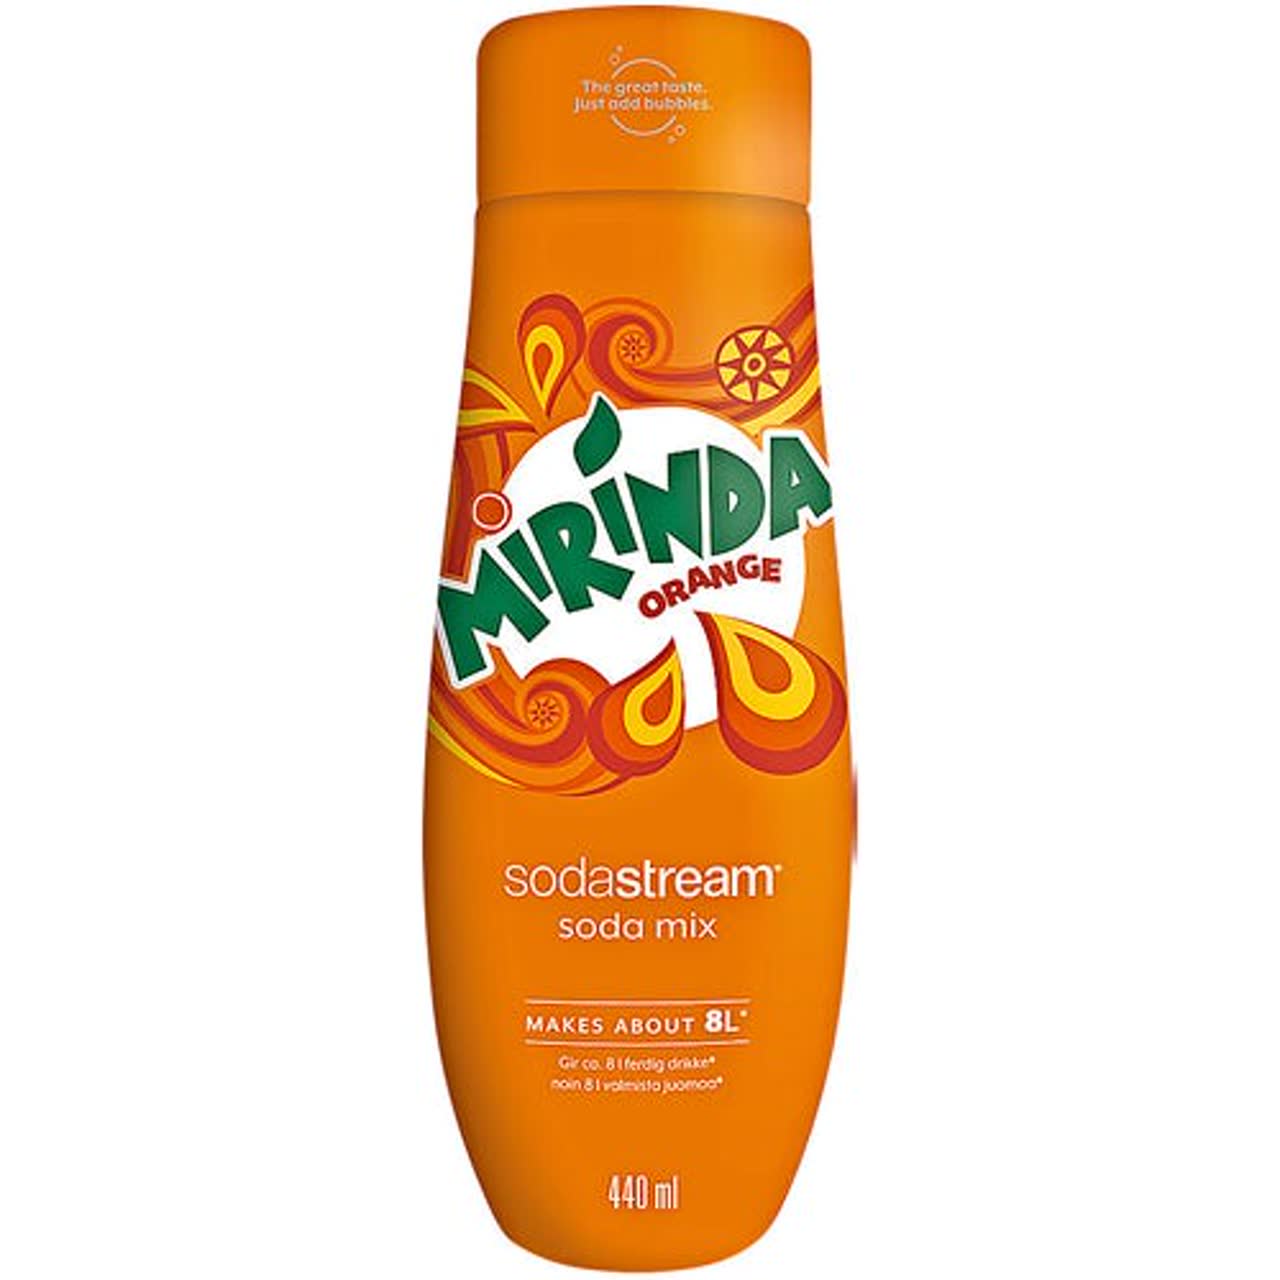 The great taste.
Just add bubbles.
MIRINDA
ORANGE
sodastream®
soda mix
MAKES ABOUT 8L*
Gir ca. 8 l ferdig drikke*
noin 8 l valmista juomaa*
440 ml